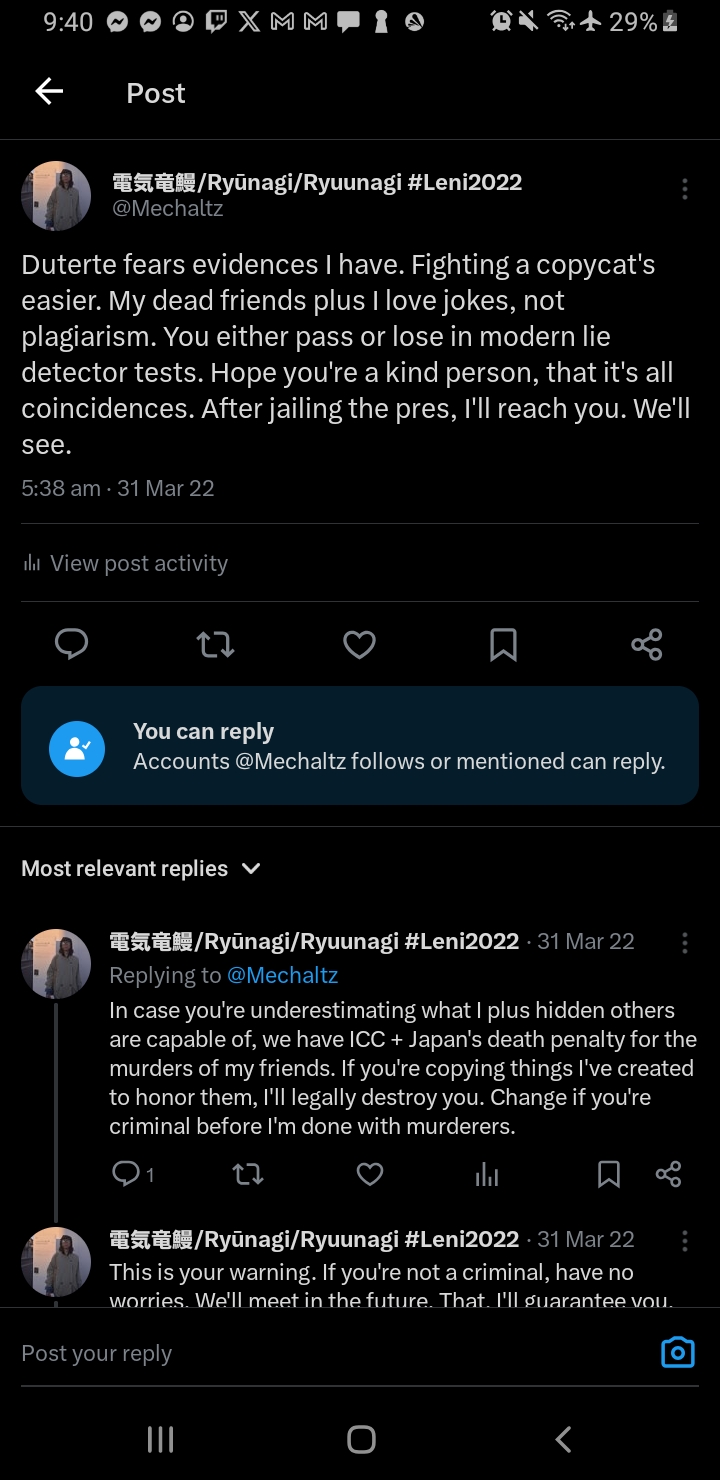 9:40
29%
Post
電気竜鰻/Ryūnagi/Ryuunagi #Leni2022
@Mechaltz
Duterte fears evidences I have. Fighting a copycat's
easier. My dead friends plus I love jokes, not
plagiarism. You either pass or lose in modern lie
detector tests. Hope you're a kind person, that it's all
coincidences. After jailing the pres, I'll reach you. We'll
see.
5:38 am · 31 Mar 22
View post activity
You can reply
Accounts @Mechaltz follows or mentioned can reply.
Most relevant replies
電気竜鰻/Ryūnagi/Ryuunagi #Leni2022 · 31 Mar 22
Replying to @Mechaltz
In case you're underestimating what I plus hidden others
are capable of, we have ICC + Japan's death penalty for the
murders of my friends. If you're copying things I've created
to honor them, I'll legally destroy you. Change if you're
criminal before I'm done with murderers.
1
電気竜鰻/Ryūnagi/Ryuunagi #Leni2022 · 31 Mar 22
This is your warning. If you're not a criminal, have no
worries. We'll meet in the future. That, I'll guarantee you.
Post your reply